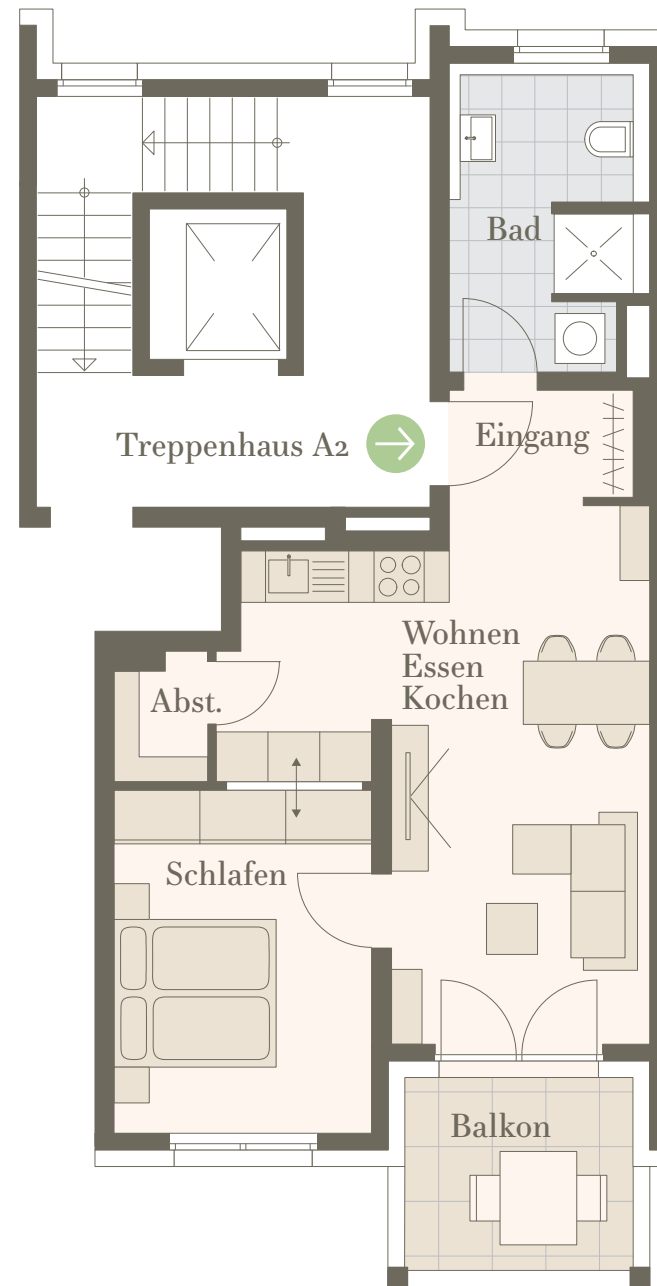 Bad
Treppenhaus A2
Eingang
Wohnen
Essen
Kochen
Abst.
Schlafen
Balkon